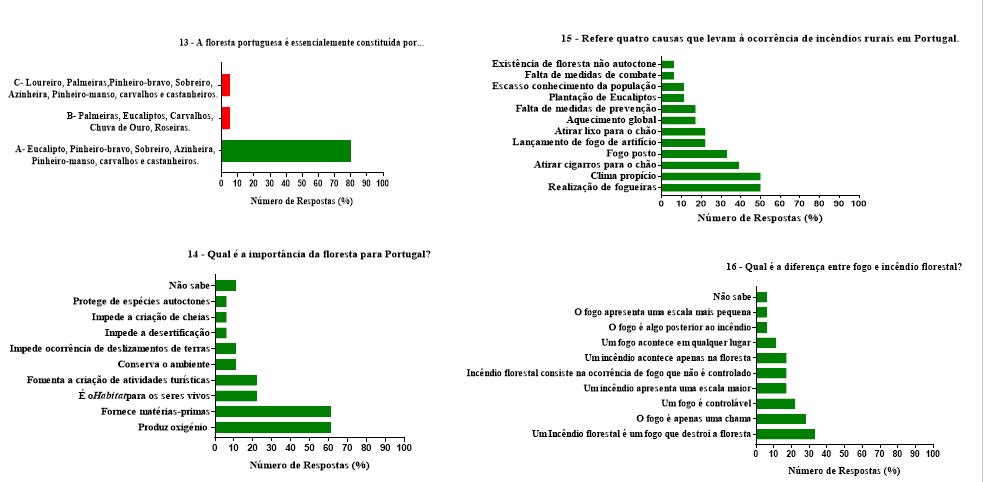 13 - A floresta portuguesa é essencialemente constituída por...
C- Loureiro, Palmeiras,Pinheiro-bravo, Sobreiro,
Azinheira, Pinheiro-manso, carvalhos e castanheiros.
B- Palmeiras, Eucaliptos, Carvalhos,
Chuva de Ouro, Roseiras.
A- Eucalipto, Pinheiro-bravo, Sobreiro, Azinheira,
Pinheiro-manso, carvalhos e castanheiros.
0 10 20 30 40 50 60 70 80 90 100
Número de Respostas (%)
15 - Refere quatro causas que levam à ocorrência de incêndios rurais em Portugal.
Existência de floresta não autoctone
Falta de medidas de combate
Escasso conhecimento da população
Plantação de Eucaliptos
Falta de medidas de prevenção
Aquecimento global
Atirar lixo para o chão
Lançamento de fogo de artifício
Fogo posto
Atirar cigarros para o chão
Clima propício
Realização de fogueiras
0 10 20 30 40 50 60 70 80 90 100
Número de Respostas (%)
14 - Qual é a importância da floresta para Portugal?
Não sabe
Protege de espécies autoctones
Impede a criação de cheias
Impede a desertificação
Impede ocorrência de deslizamentos de terras
Conserva o ambiente
Fomenta a criação de atividades turísticas
É o Habitat para os seres vivos
Fornece matérias-primas
Produz oxigénio
0 10 20 30 40 50 60 70 80 90 100
Número de Respostas (%)
16 - Qual é a diferença entre fogo e incêndio florestal?
Não sabe
O fogo apresenta uma escala mais pequena
O fogo é algo posterior ao incêndio
Um fogo acontece em qualquer lugar
Um incêndio acontece apenas na floresta
Incêndio florestal consiste na ocorrência de fogo que não é controlado
Um incêndio apresenta uma escala maior
Um fogo é controlável
O fogo é apenas uma chama
Um Incêndio florestal é um fogo que destroi a floresta
0 10 20 30 40 50 60 70 80 90 100
Número de Respostas (%)